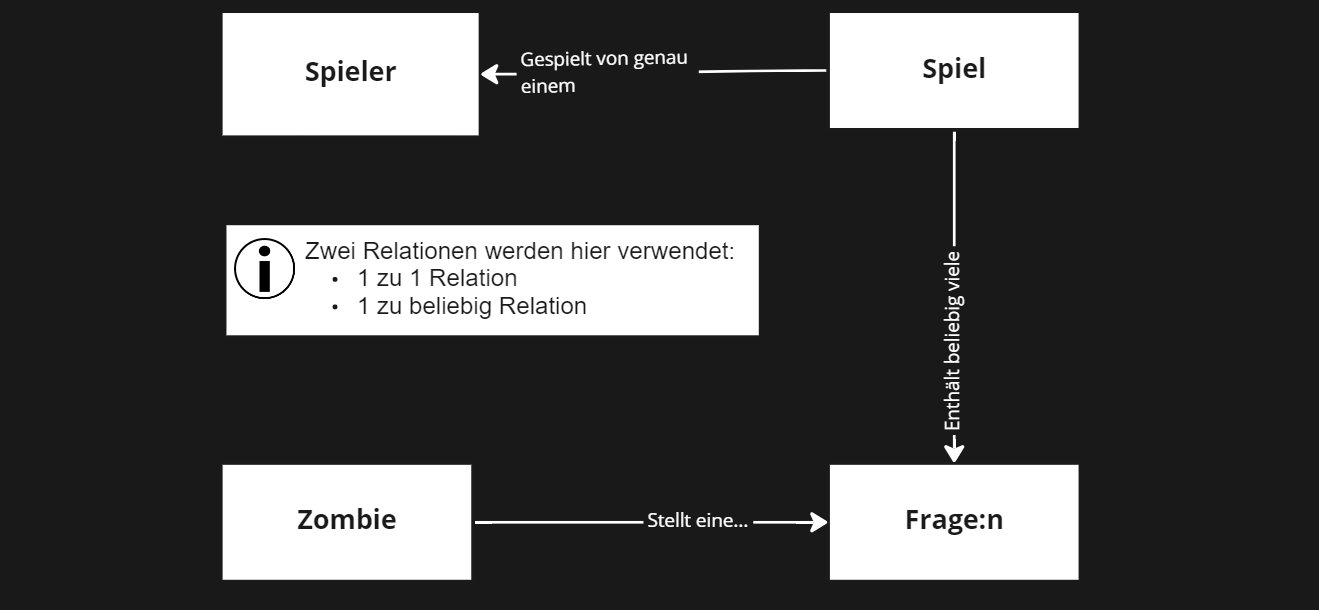 Spieler
Gespielt von genau
einem
Spiel
Zwei Relationen werden hier verwendet:
• 1 zu 1 Relation
• 1 zu beliebig Relation
Enthält beliebig viele
Zombie
Stellt eine...
Frage:n